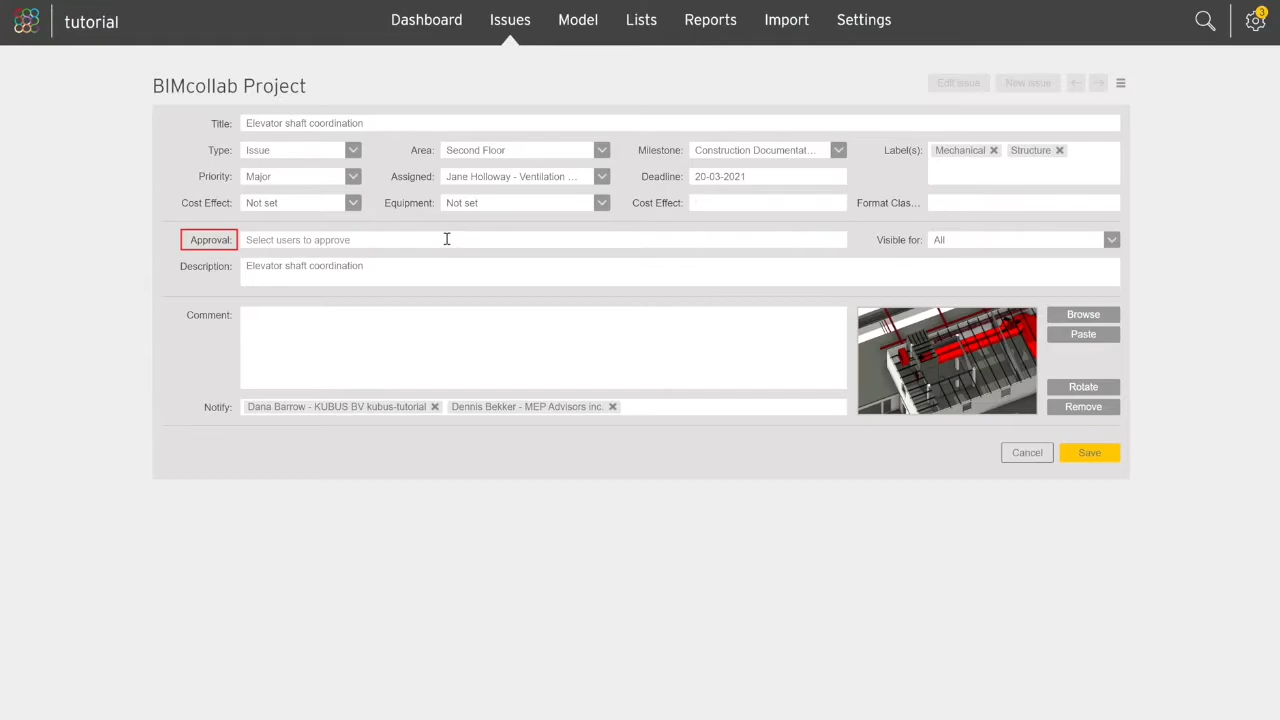 tutorial Dashboard Issues Model Lists Reports Import Settings 3
BIMcollab Project Edit issue New issue
Title: Elevator shaft coordination
Type: Issue Area: Second Floor Milestone: Construction Documentat... Label(s): Mechanical Structure
Priority: Major Assigned: Jane Holloway - Ventilation ... Deadline: 20-03-2021
Cost Effect: Not set Equipment: Not set Cost Effect: Format Clas...
Approval: Select users to approve Visible for: All
Description: Elevator shaft coordination
Comment: Browse
Paste
Rotate
Notify: Dana Barrow - KUBUS BV kubus-tutorial Dennis Bekker - MEP Advisors inc. Remove
Cancel Save